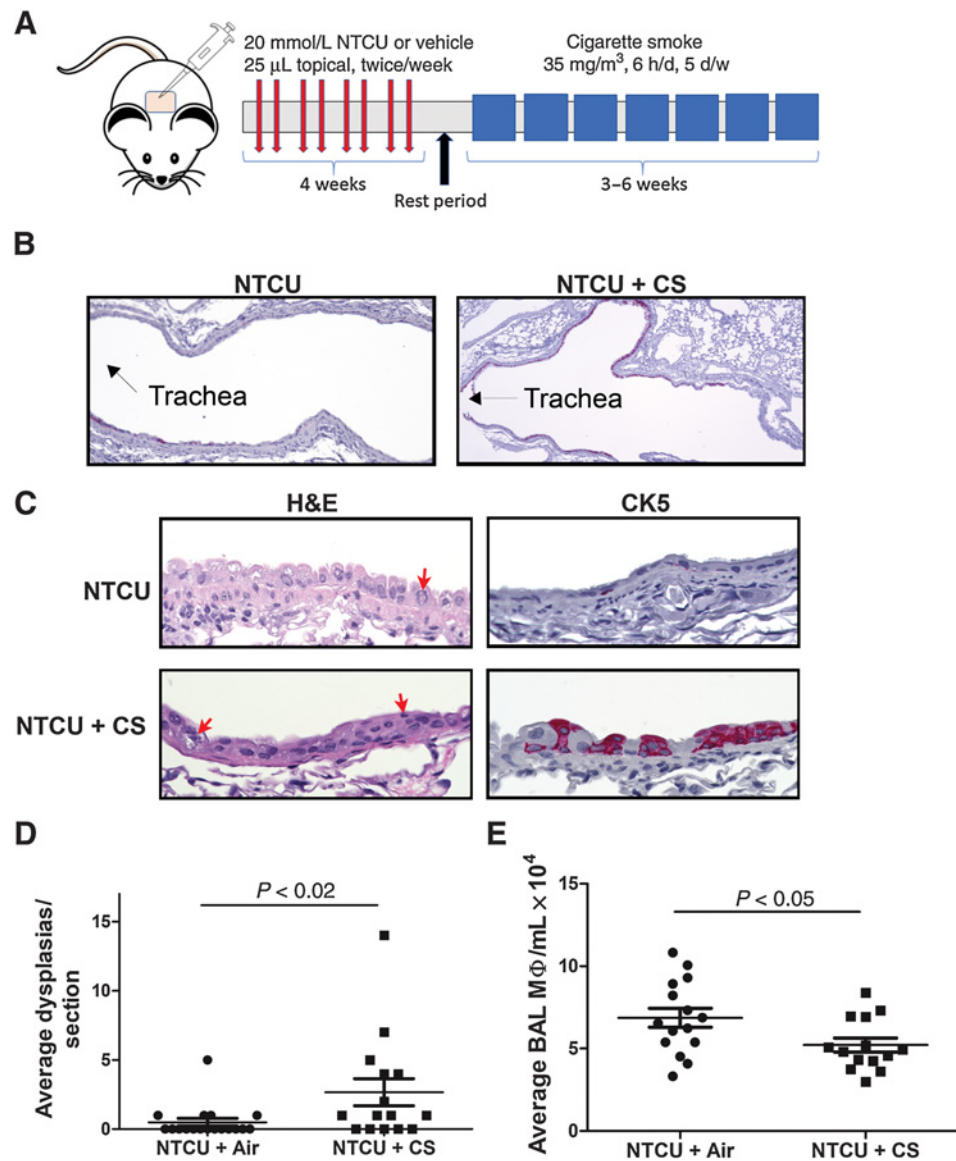 A
20 mmol/L NTCU or vehicle
25 μL topical, twice/week
Cigarette smoke
35 mg/m³, 6 h/d, 5 d/w
4 weeks
Rest period
3–6 weeks
B
NTCU
NTCU + CS
Trachea
Trachea
C
H&E
CK5
NTCU
NTCU + CS
D
Average dysplasias/
section
P < 0.02
15
10
5
0
NTCU + Air
NTCU + CS
E
Average BAL MΦ/mL × 10⁴
P < 0.05
15
10
5
0
NTCU + Air
NTCU + CS